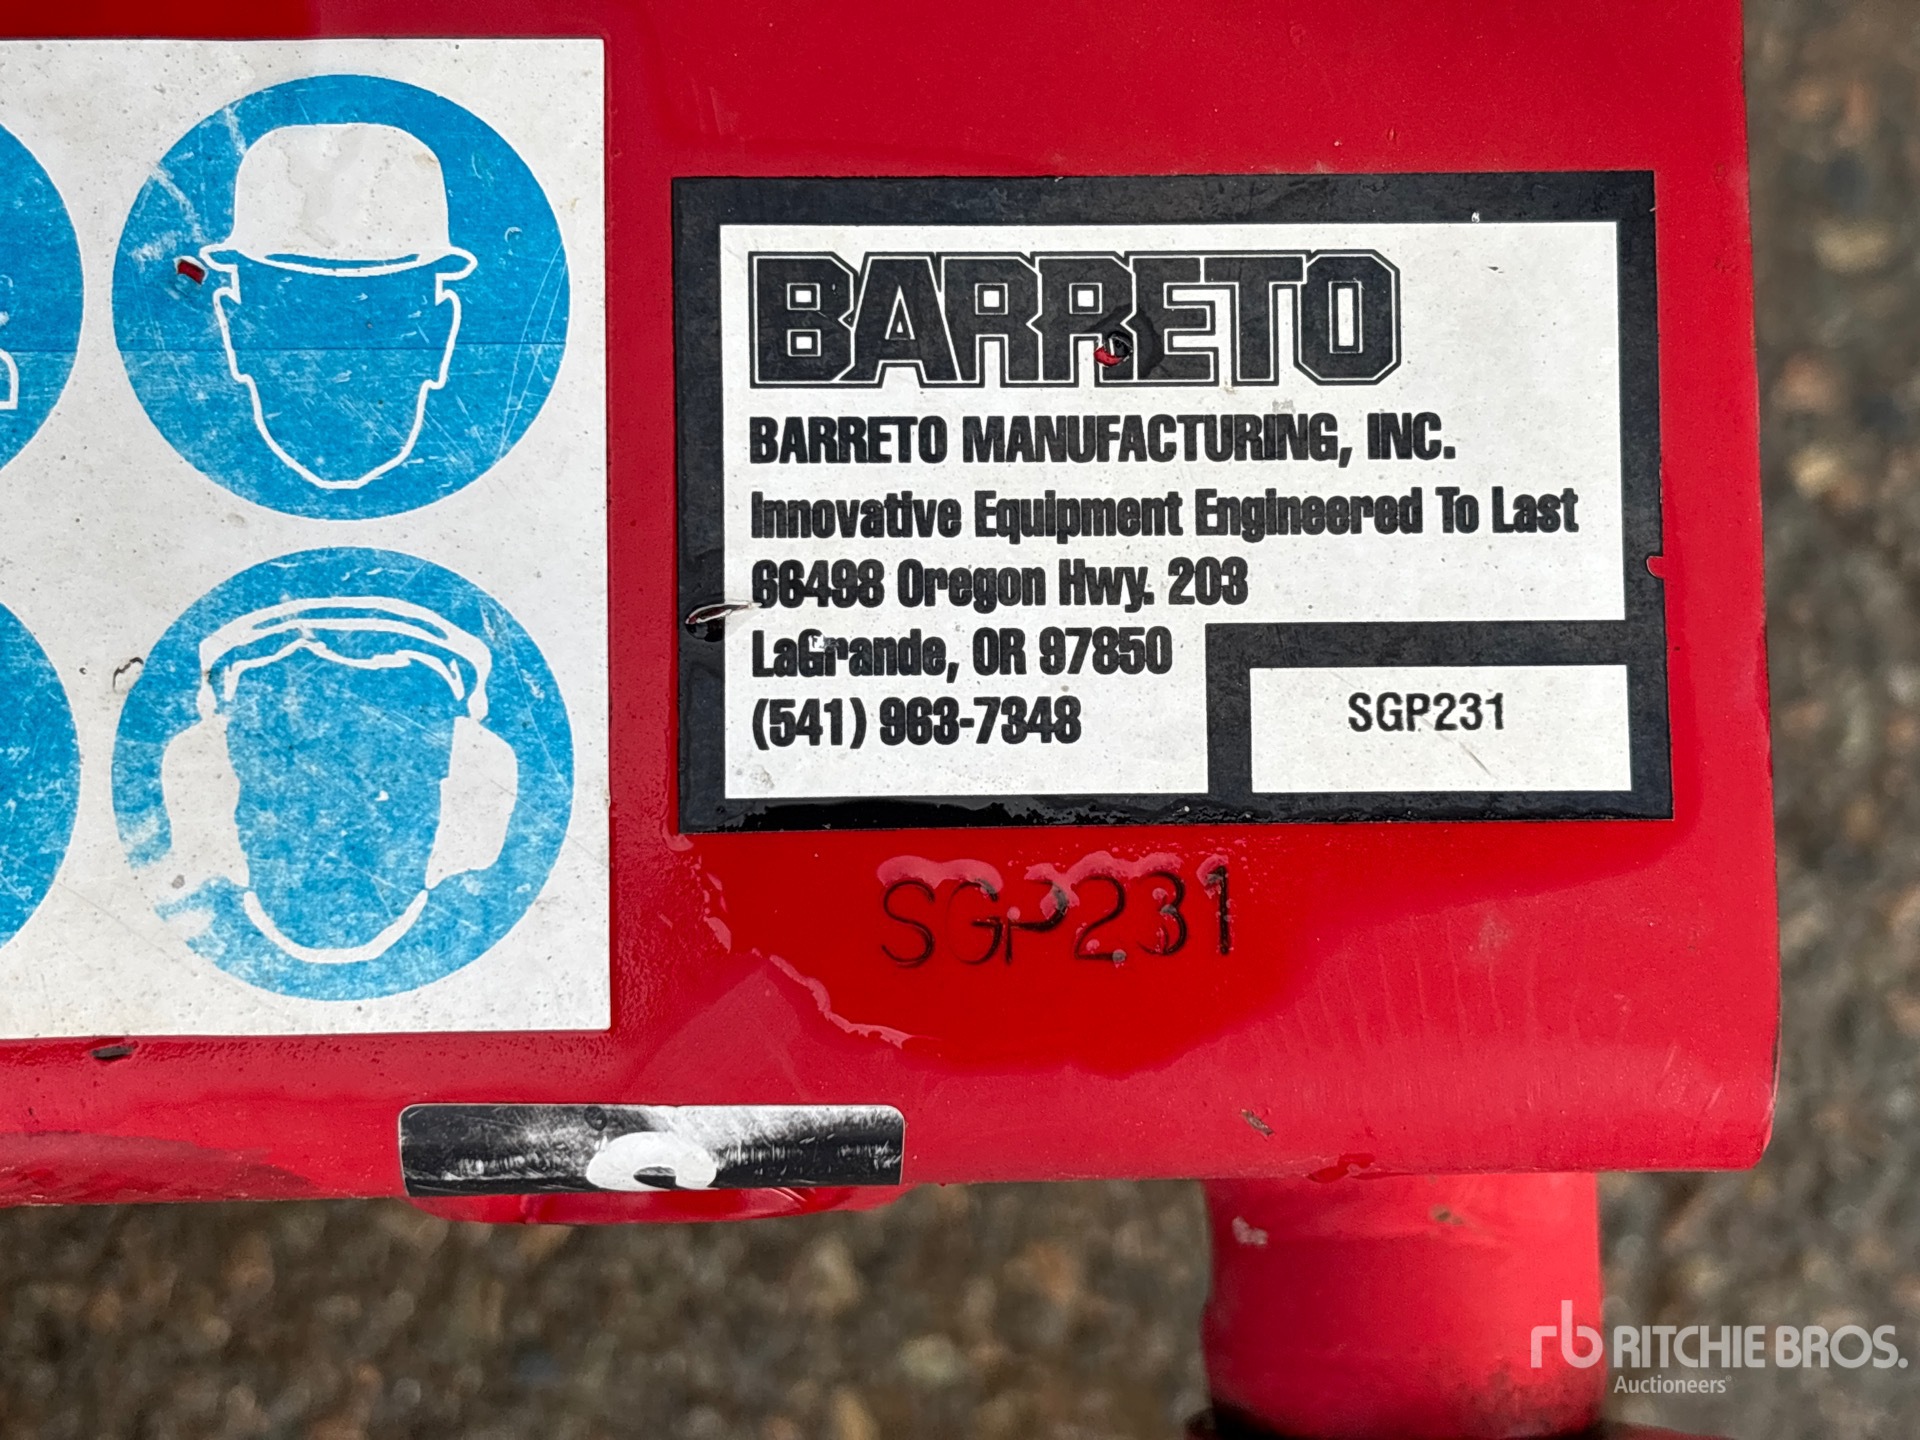 BARRETO
BARRETO MANUFACTURING, INC.
Innovative Equipment Engineered To Last
66498 Oregon Hwy. 203
LaGrande, OR 97850
(541) 963-7348
SGP231
SGP231
rb RITCHIE BROS.
Auctioneers